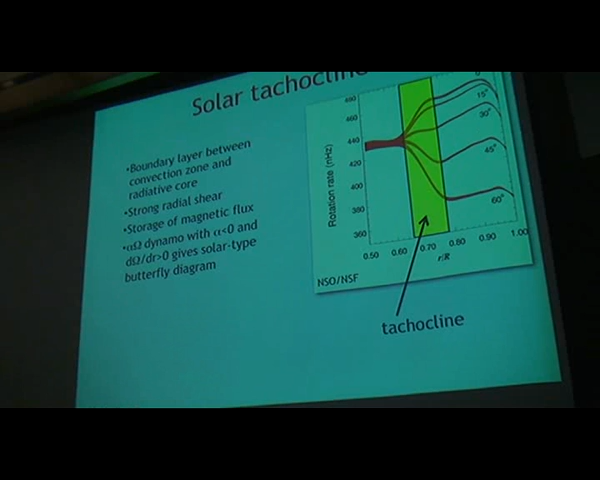 Solar tachocline
•Boundary layer between
convection zone and
radiative core
•Strong radial shear
•Storage of magnetic flux
•αΩ dynamo with α<0 and
dΩ/dr>0 gives solar-type
butterfly diagram
Rotation rate (nHz)
480
460
440
420
400
380
360
0.50 0.60 0.70 0.80 0.90 1.00
r/R
15°
30°
45°
60°
NSO/NSF
tachocline